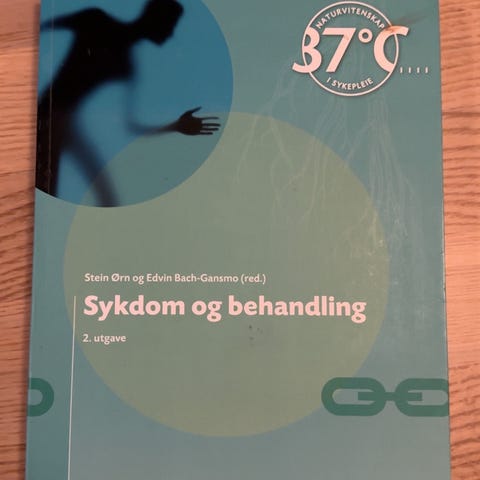 NATURVITENSKAP
37°C
I SYKEPLEIE
Stein Ørn og Edvin Bach-Gansmo (red.)
Sykdom og behandling
2. utgave